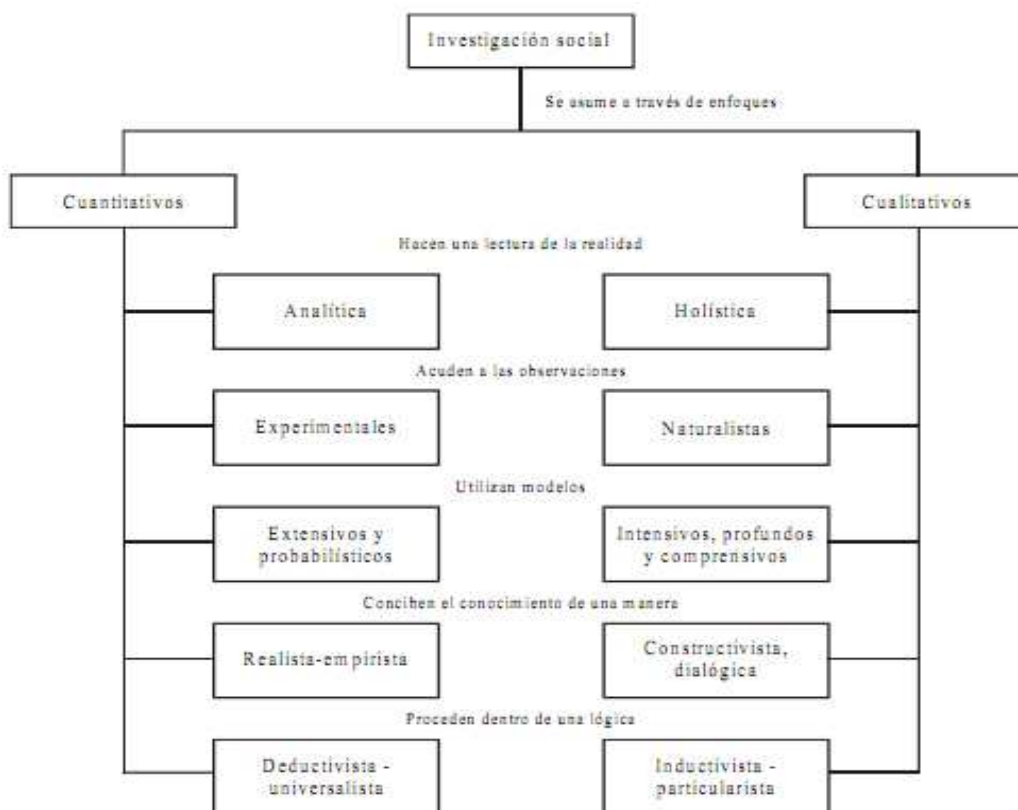 Investigación social
Se asume a través de enfoques
Cuantitativos
Cualitativos
Hacen una lectura de la realidad
Analítica
Holística
Acuden a las observaciones
Experimentales
Naturalistas
Utilizan modelos
Extensivos y
probabilísticos
Intensivos, profundos
y comprensivos
Conciben el conocimiento de una manera
Realista-empirista
Constructivista,
dialógica
Proceden dentro de una lógica
Deductivista -
universalista
Inductivista -
particularista